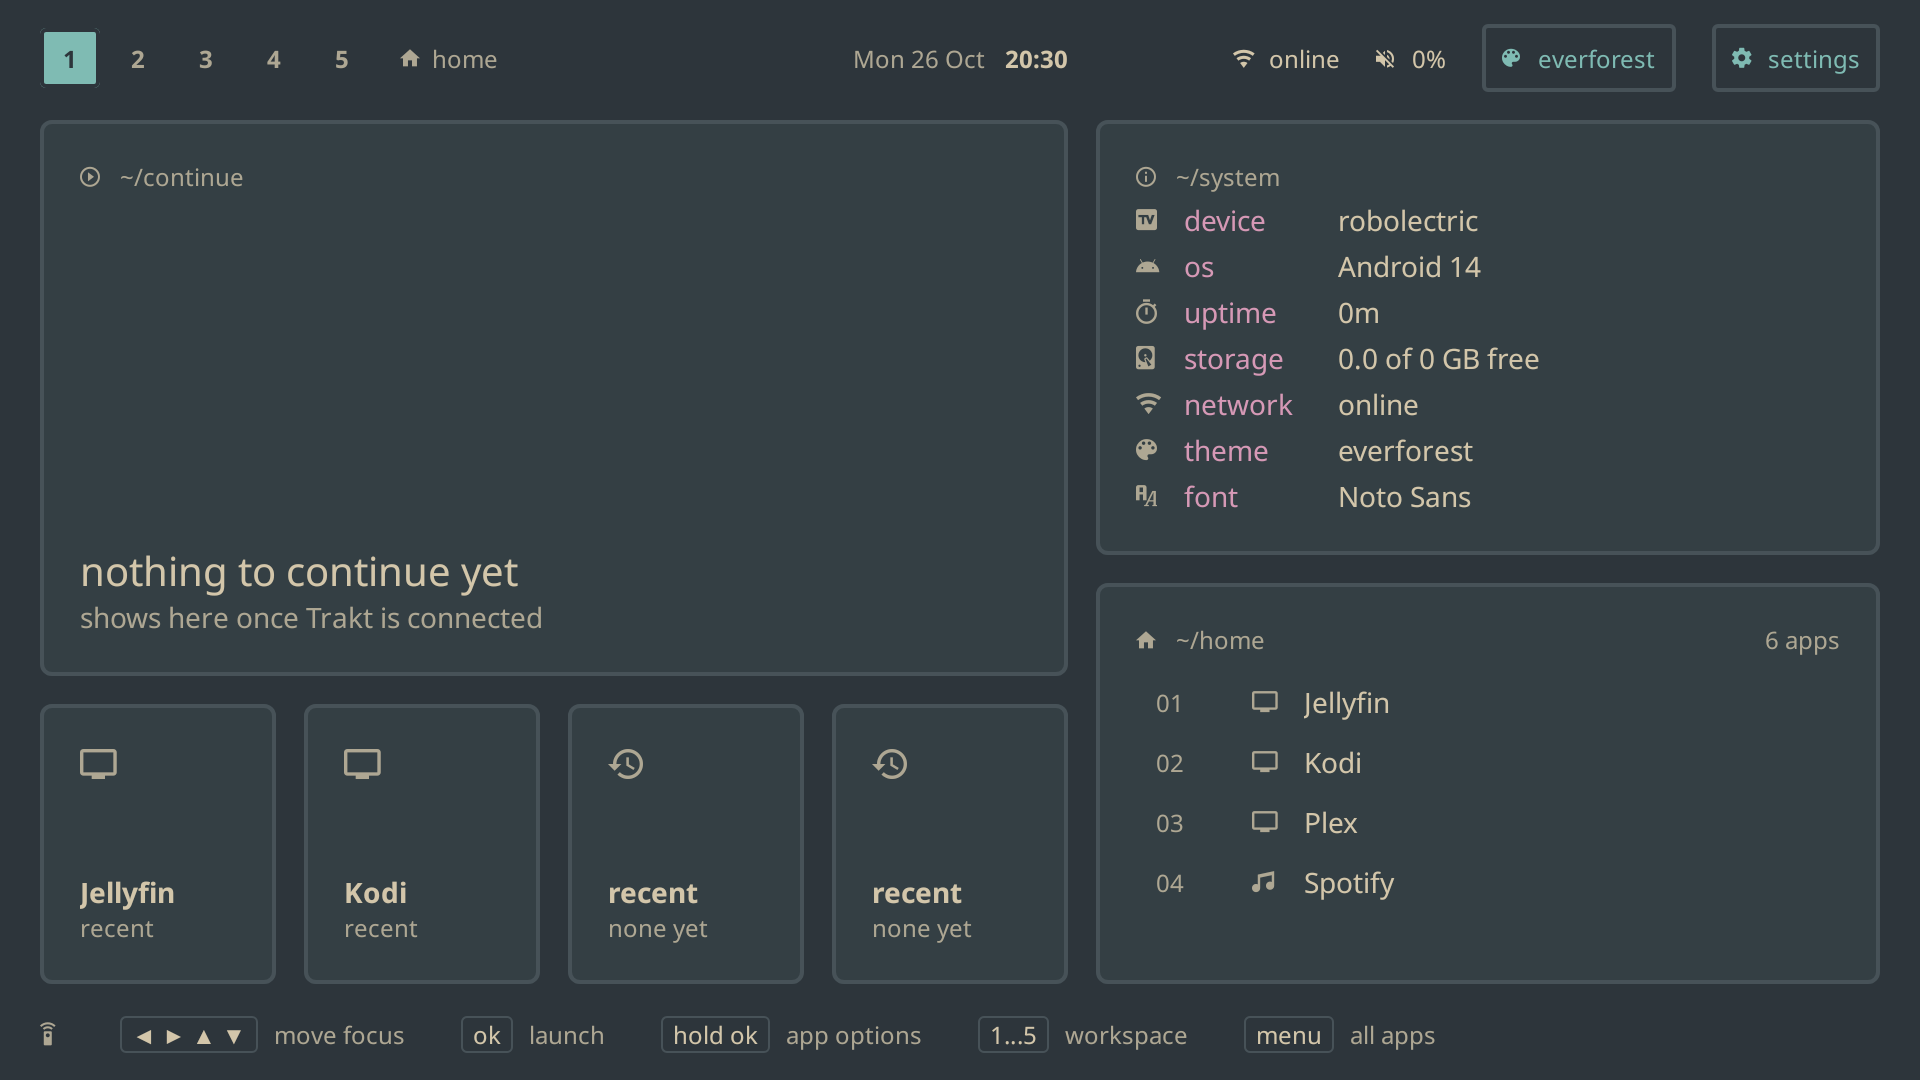 1 2 3 4 5 home Mon 26 Oct 20:30 online 0% everforest settings
~/continue
nothing to continue yet
shows here once Trakt is connected
~/system
device robolectric
os Android 14
uptime 0m
storage 0.0 of 0 GB free
network online
theme everforest
font Noto Sans
Jellyfin
recent
Kodi
recent
recent
none yet
recent
none yet
~/home 6 apps
01 Jellyfin
02 Kodi
03 Plex
04 Spotify
◀ ▶ ▲ ▼ move focus ok launch hold ok app options 1...5 workspace menu all apps